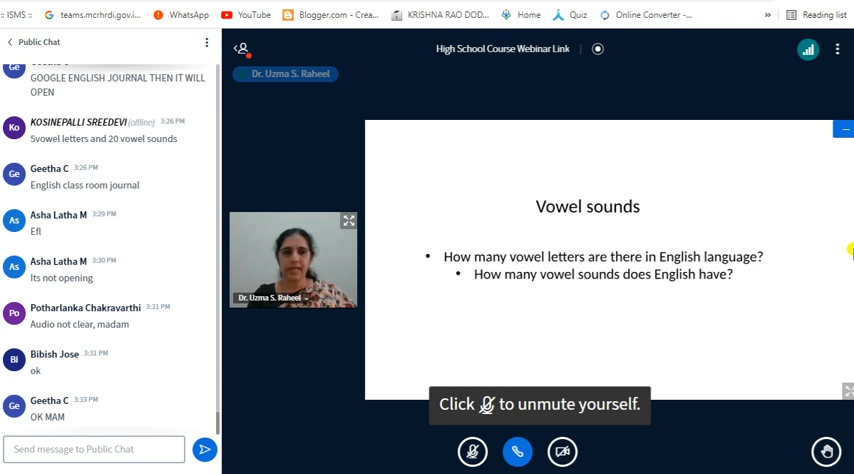 :: ISMS ::
teams.mcrhrdi.gov.i...
WhatsApp
YouTube
Blogger.com - Crea...
KRISHNA RAO DOD...
Home
Quiz
Online Converter -...
»
Reading list
Public Chat
Ge
GOOGLE ENGLISH JOURNAL THEN IT WILL
OPEN
Ko
KOSINEPALLI SREEDEVI (offline) 3:26 PM
5vowel letters and 20 vowel sounds
Ge
Geetha C 3:26 PM
English class room journal
As
Asha Latha M 3:29 PM
Efl
As
Asha Latha M 3:30 PM
Its not opening
Po
Potharlanka Chakravarthi 3:31 PM
Audio not clear, madam
Bi
Bibish Jose 3:31 PM
ok
Ge
Geetha C 3:33 PM
OK MAM
Send message to Public Chat
High School Course Webinar Link
Dr. Uzma S. Raheel
Dr. Uzma S. Raheel
Vowel sounds
• How many vowel letters are there in English language?
• How many vowel sounds does English have?
Click to unmute yourself.